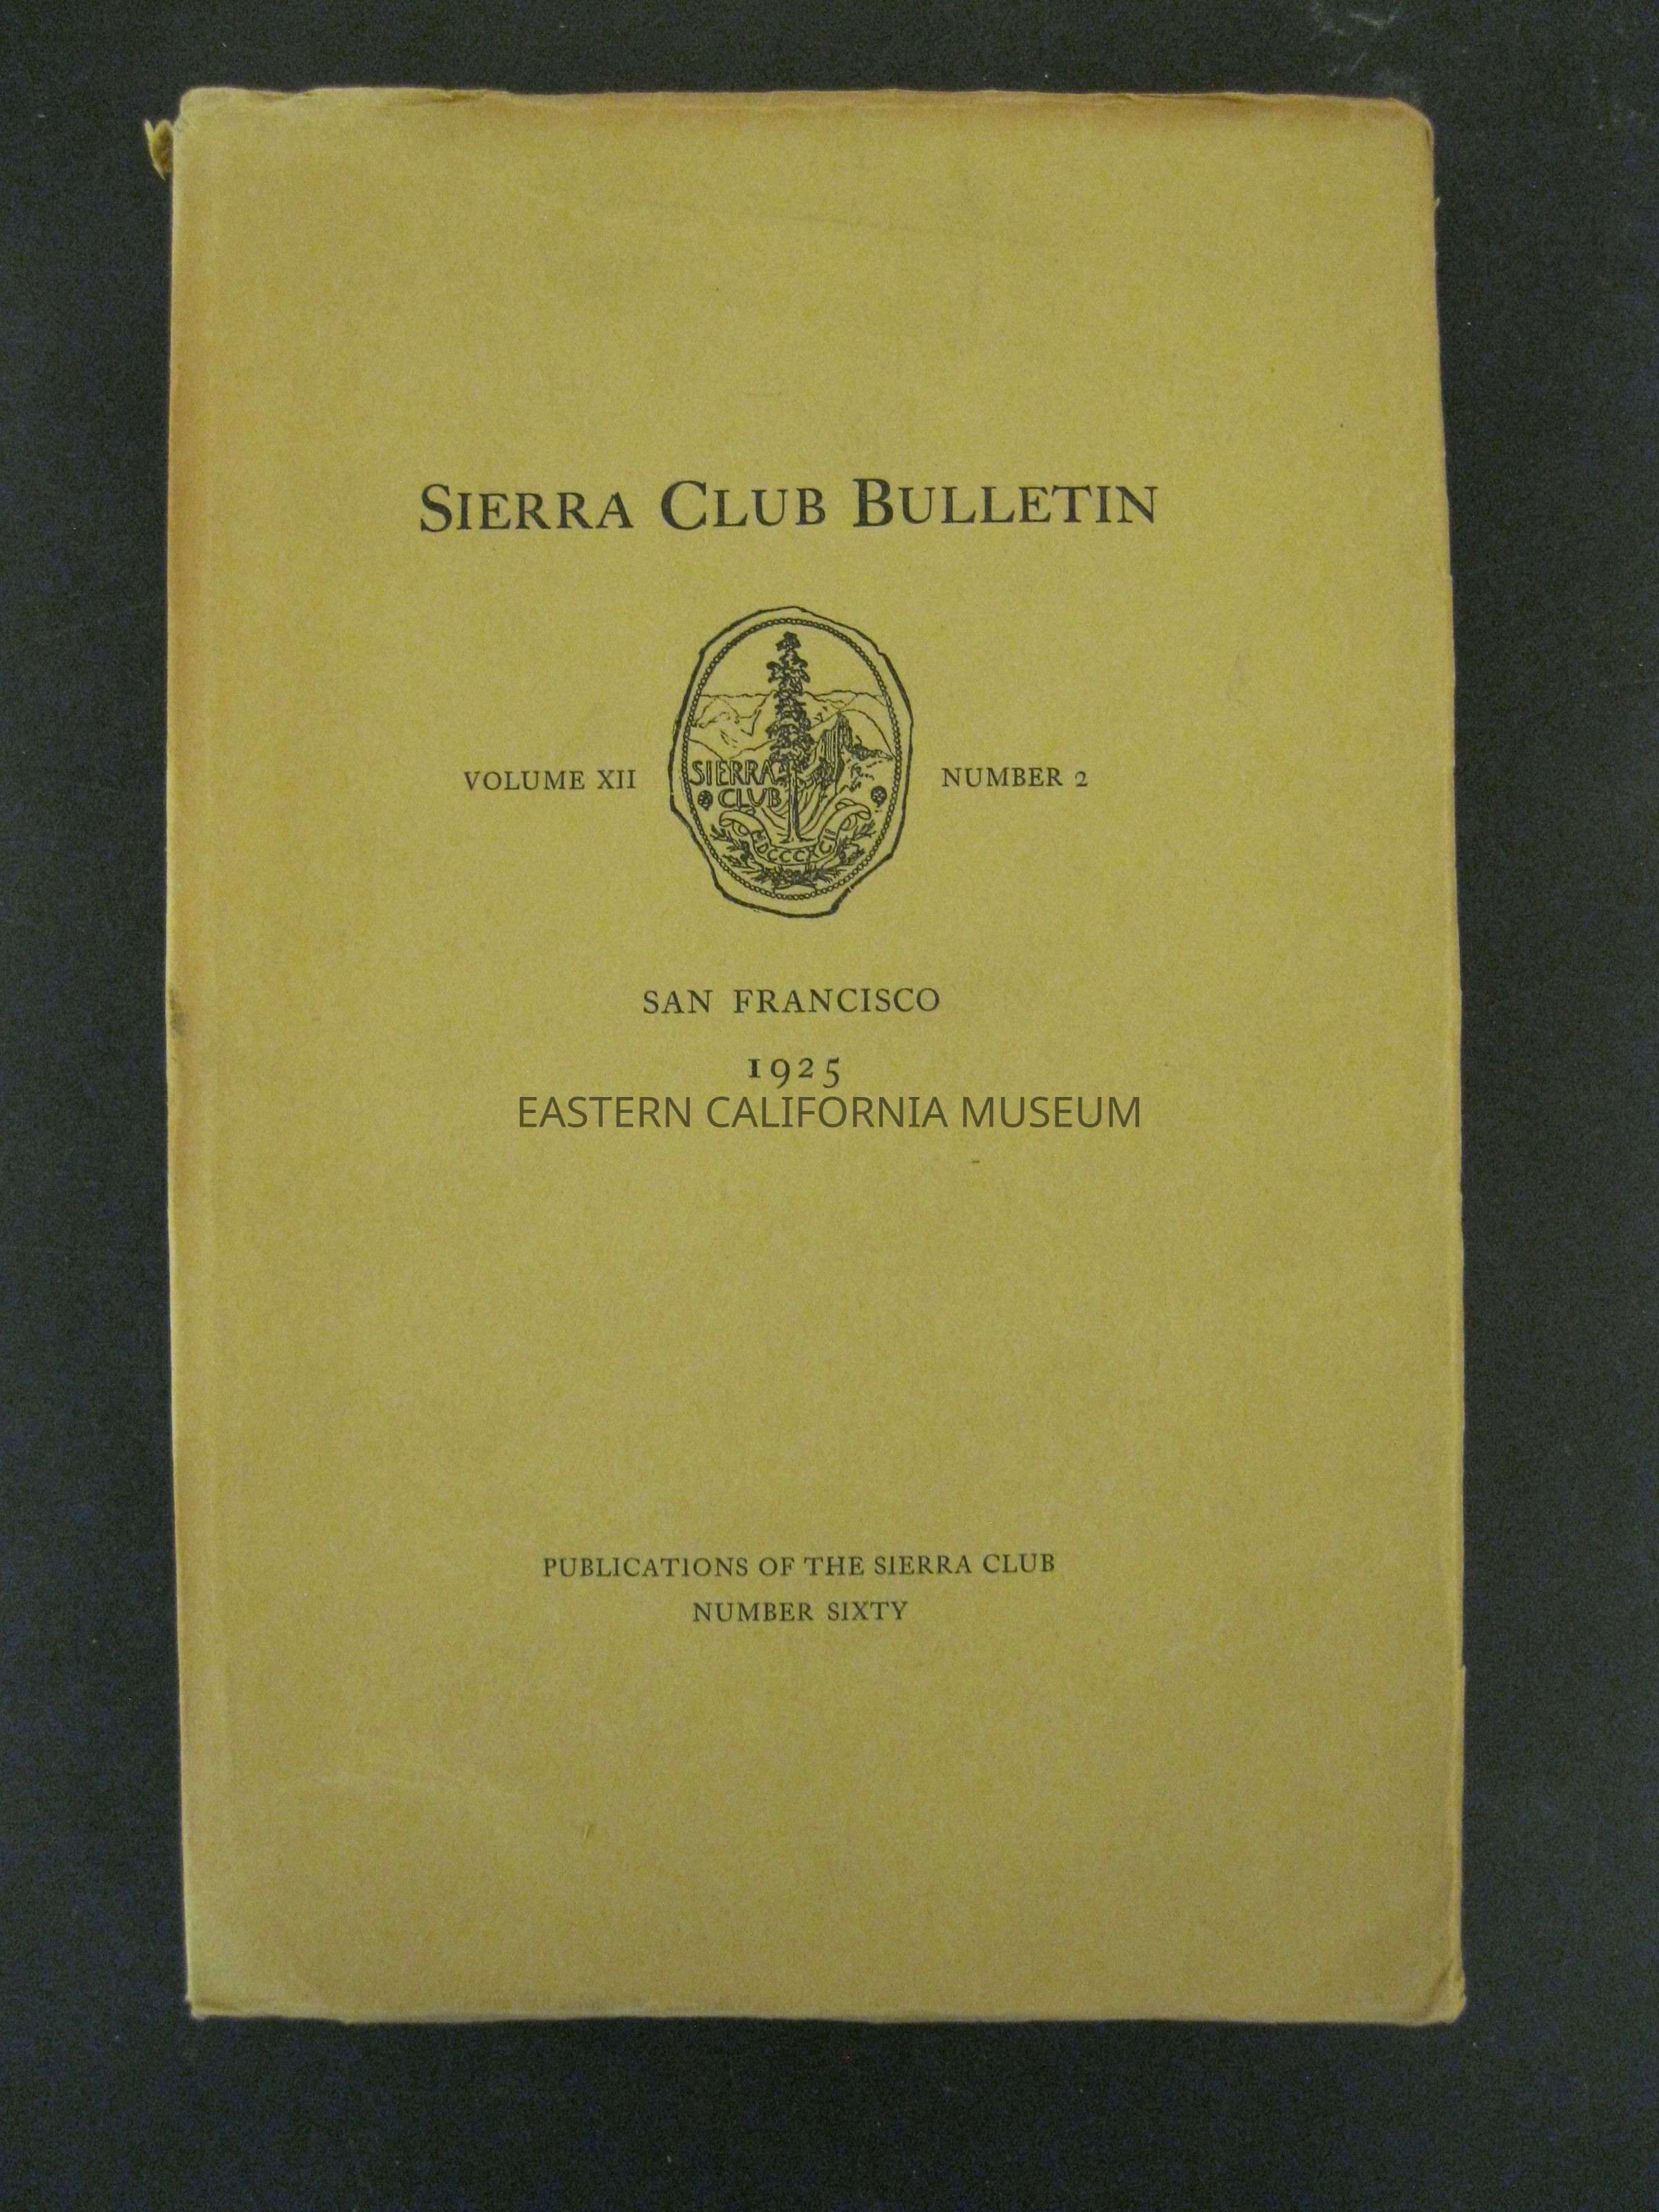 SIERRA CLUB BULLETIN
VOLUME XII
SIERRA
CLUB
MDCCCXCII
NUMBER 2
SAN FRANCISCO
1925
EASTERN CALIFORNIA MUSEUM
PUBLICATIONS OF THE SIERRA CLUB
NUMBER SIXTY